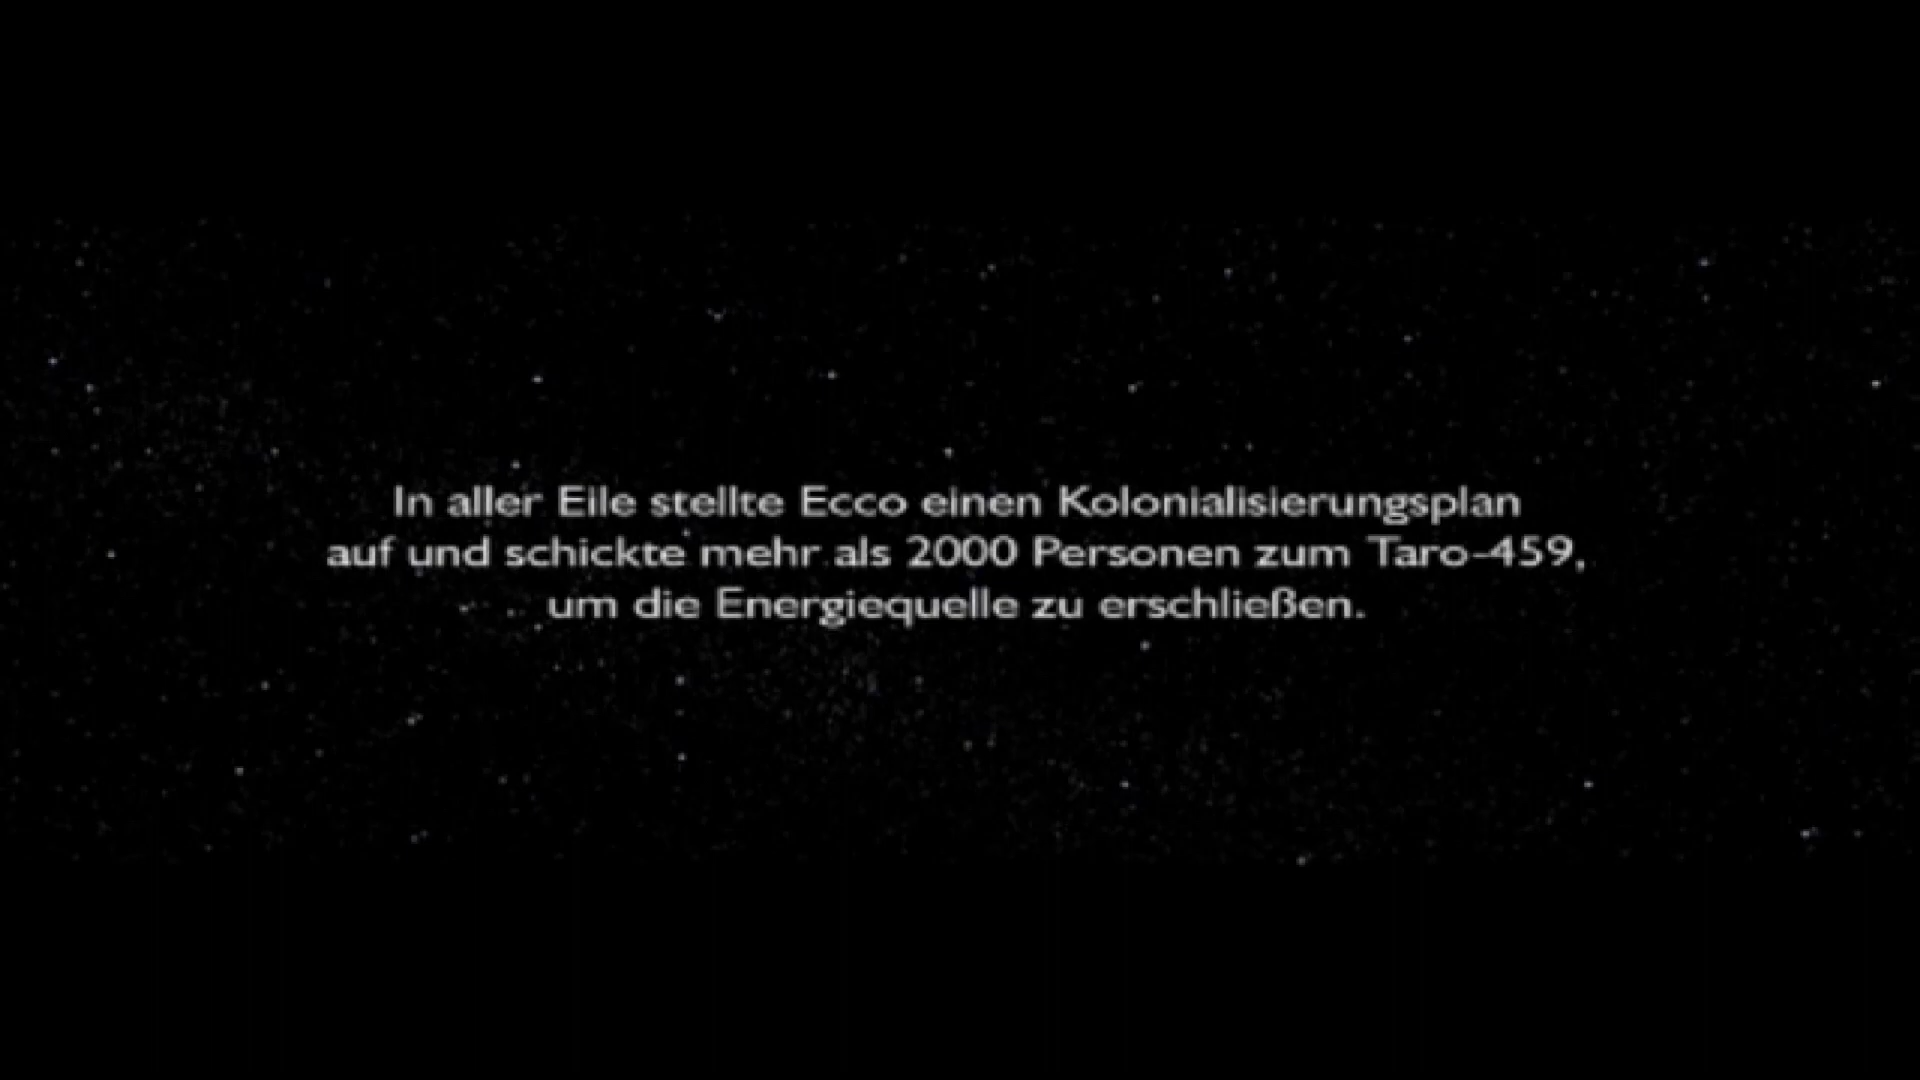 In aller Eile stellte Ecco einen Kolonialisierungsplan
auf und schickte mehr als 2000 Personen zum Taro-459,
um die Energiequelle zu erschließen.